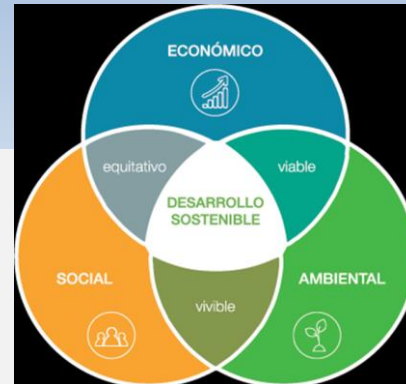 ECONÓMICO
equitativo
viable
DESARROLLO
SOSTENIBLE
SOCIAL
AMBIENTAL
vivible